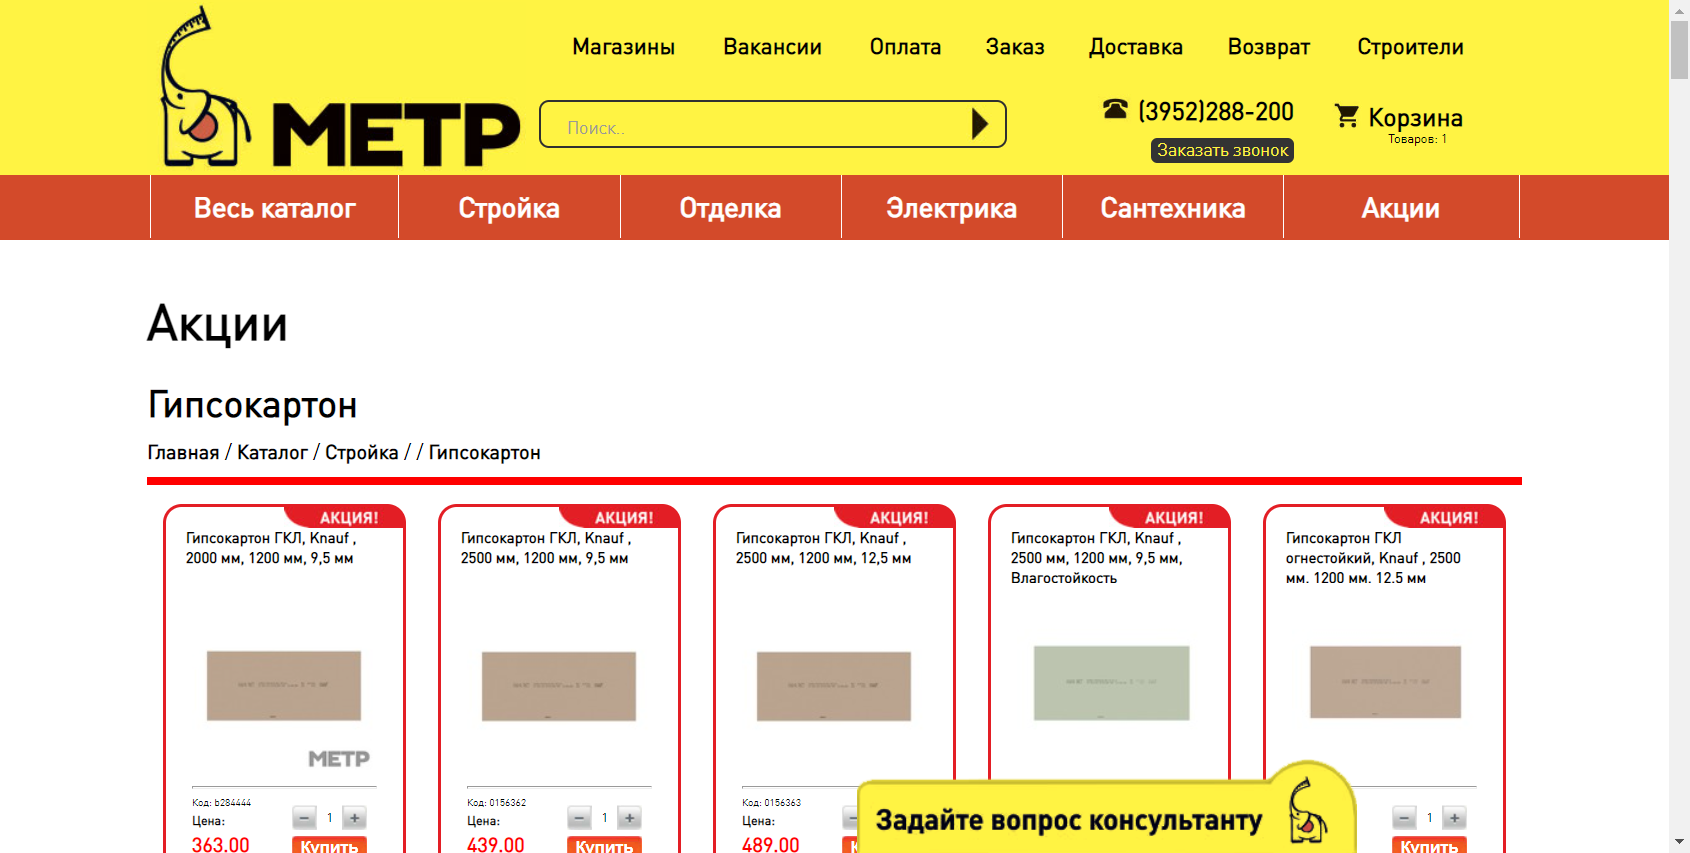 МЕТР
Магазины Вакансии Оплата Заказ Доставка Возврат Строители
Поиск..
(3952)288-200
Заказать звонок
Корзина
Товаров: 1
Весь каталог Стройка Отделка Электрика Сантехника Акции
Акции
Гипсокартон
Главная / Каталог / Стройка / / Гипсокартон
АКЦИЯ!
Гипсокартон ГКЛ, Knauf ,
2000 мм, 1200 мм, 9,5 мм
МЕТР
Код: b284444
Цена:
363.00
1
Купить
АКЦИЯ!
Гипсокартон ГКЛ, Knauf ,
2500 мм, 1200 мм, 9,5 мм
Код: 0156362
Цена:
439.00
1
Купить
АКЦИЯ!
Гипсокартон ГКЛ, Knauf ,
2500 мм, 1200 мм, 12,5 мм
Код: 0156363
Цена:
489.00
АКЦИЯ!
Гипсокартон ГКЛ, Knauf ,
2500 мм, 1200 мм, 9,5 мм,
Влагостойкость
АКЦИЯ!
Гипсокартон ГКЛ
огнестойкий, Knauf , 2500
мм. 1200 мм. 12.5 мм
1
Купить
Задайте вопрос консультанту